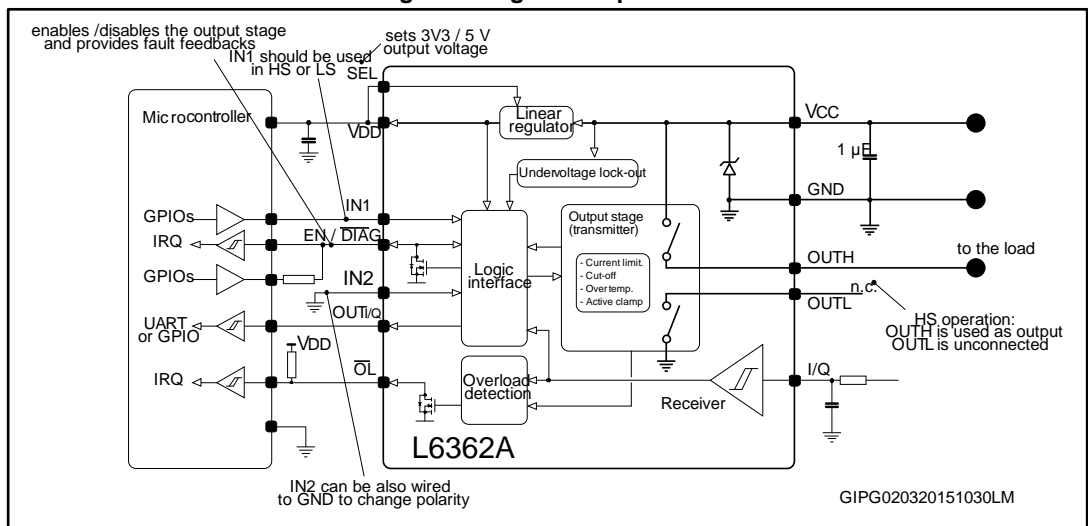 enables /disables the output stage
and provides fault feedbacks
sets 3V3 / 5 V
output voltage
IN1 should be used
in HS or LS
SEL
Microcontroller
VDD
Linear
regulator
VCC
1 µF
Undervoltage lock-out
GND
GPIOs
IN1
Output stage
(transmitter)
IRQ
EN / DIAG
to the load
GPIOs
Logic
interface
- Current limit.
- Cut-off
- Overtemp.
- Active clamp
OUTH
IN2
n.c.
OUTL
UART
or GPIO
OUTI/Q
HS operation:
OUTH is used as output
OUTL is unconnected
VDD
IRQ
OL
Overload
detection
Receiver
I/Q
L6362A
IN2 can be also wired
to GND to change polarity
GIPG020320151030LM